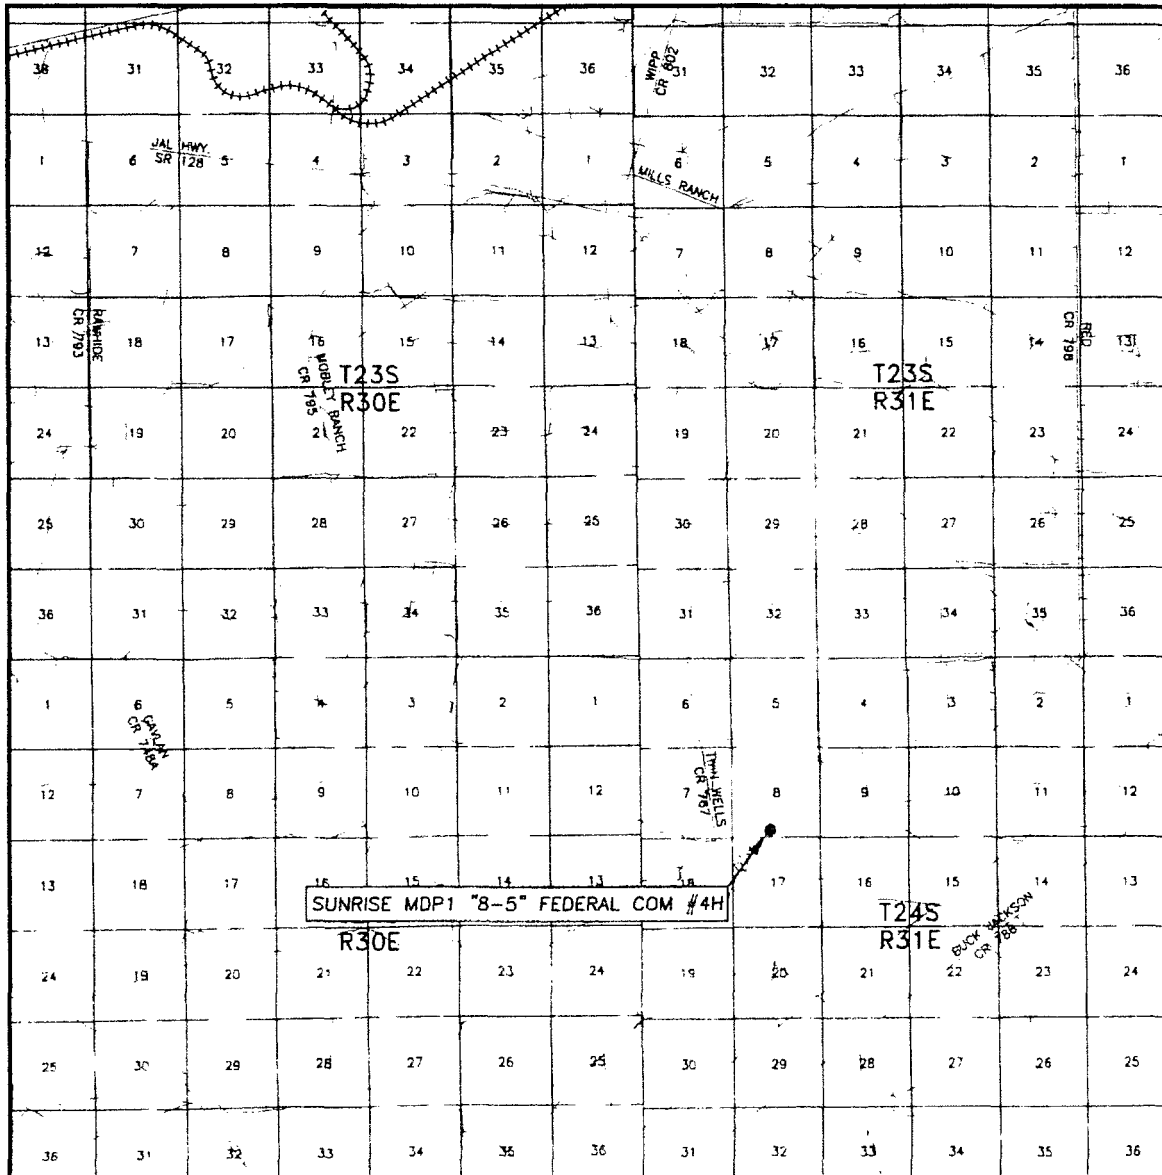 36 31 32 33 34 35 36 31 32 33 34 35 36
WIPP
CR 802
1 6 5 4 3 2 1 6 5 4 3 2 1
JAL HWY
SR 128
MILLS RANCH
12 7 8 9 10 11 12 7 8 9 10 11 12
RAWHIDE
CR 793
RED
CR 798
13 18 17 16 15 14 13 18 17 16 15 14 13
MOBLEY RANCH
CR 795
T23S
R30E
T23S
R31E
24 19 20 21 22 23 24 19 20 21 22 23 24
25 30 29 28 27 26 25 30 29 28 27 26 25
36 31 32 33 34 35 36 31 32 33 34 35 36
1 6 5 4 3 2 1 6 5 4 3 2 1
CR 748A
TWIN WELLS
CR 767
12 7 8 9 10 11 12 7 8 9 10 11 12
13 18 17 16 15 14 13 18 17 16 15 14 13
SUNRISE MDP1 "8-5" FEDERAL COM #4H
R30E
T24S
R31E
BUCK JACKSON
CR 786
24 19 20 21 22 23 24 19 20 21 22 23 24
25 30 29 28 27 26 25 30 29 28 27 26 25
36 31 32 33 34 35 36 31 32 33 34 35 36